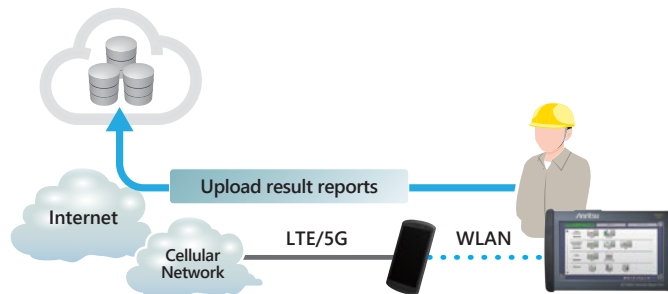 Upload result reports
Internet
Cellular
Network
LTE/5G
WLAN
Anritsu